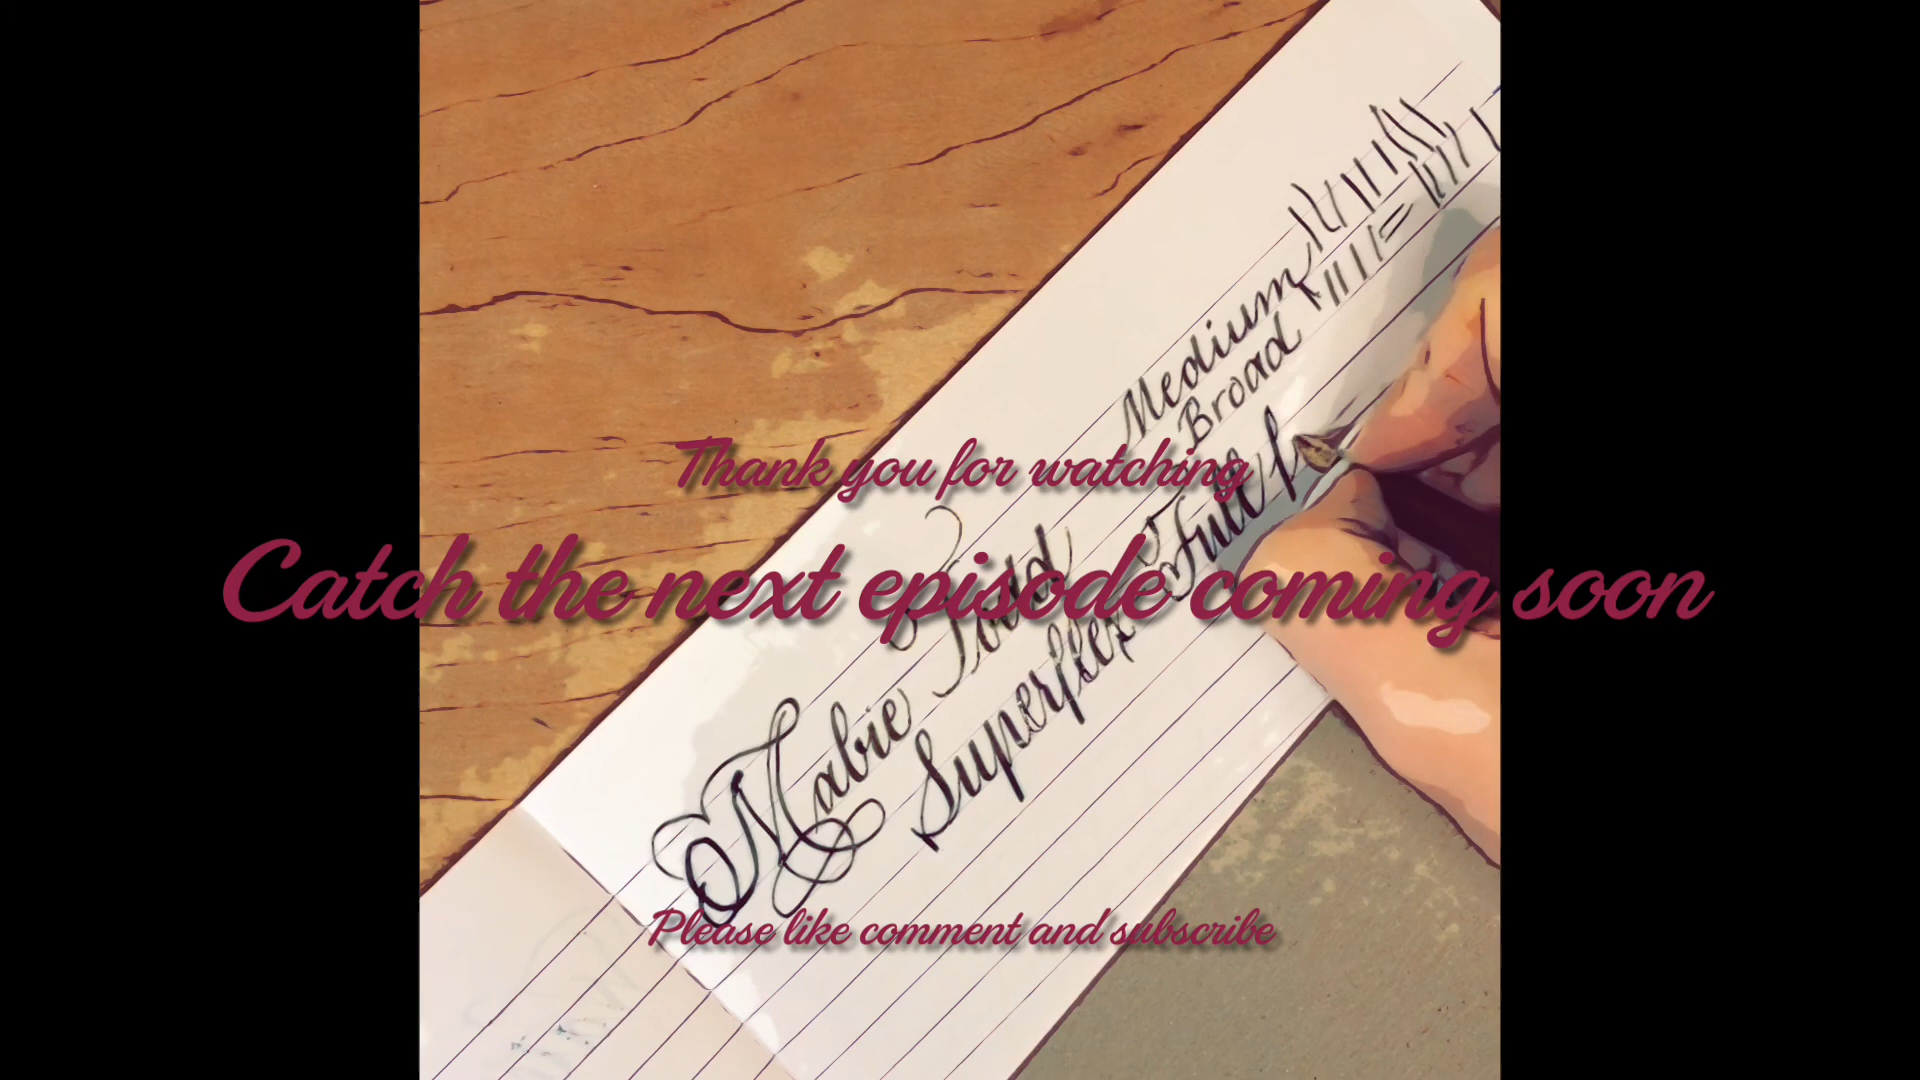 Medium
Broad
Thank you for watching
Full f
Catch the next episode coming soon
Mabie Todd
Superflex
Please like comment and subscribe